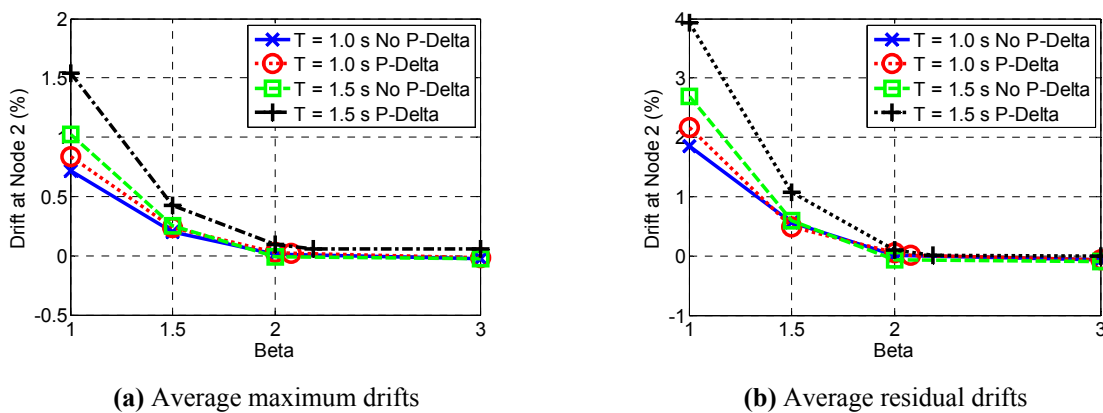 2
1.5
1
0.5
0
-0.5
Drift at Node 2 (%)
T = 1.0 s No P-Delta
T = 1.0 s P-Delta
T = 1.5 s No P-Delta
T = 1.5 s P-Delta
1
1.5
2
3
Beta
(a) Average maximum drifts
4
3
2
1
0
-1
Drift at Node 2 (%)
T = 1.0 s No P-Delta
T = 1.0 s P-Delta
T = 1.5 s No P-Delta
T = 1.5 s P-Delta
1
1.5
2
3
Beta
(b) Average residual drifts